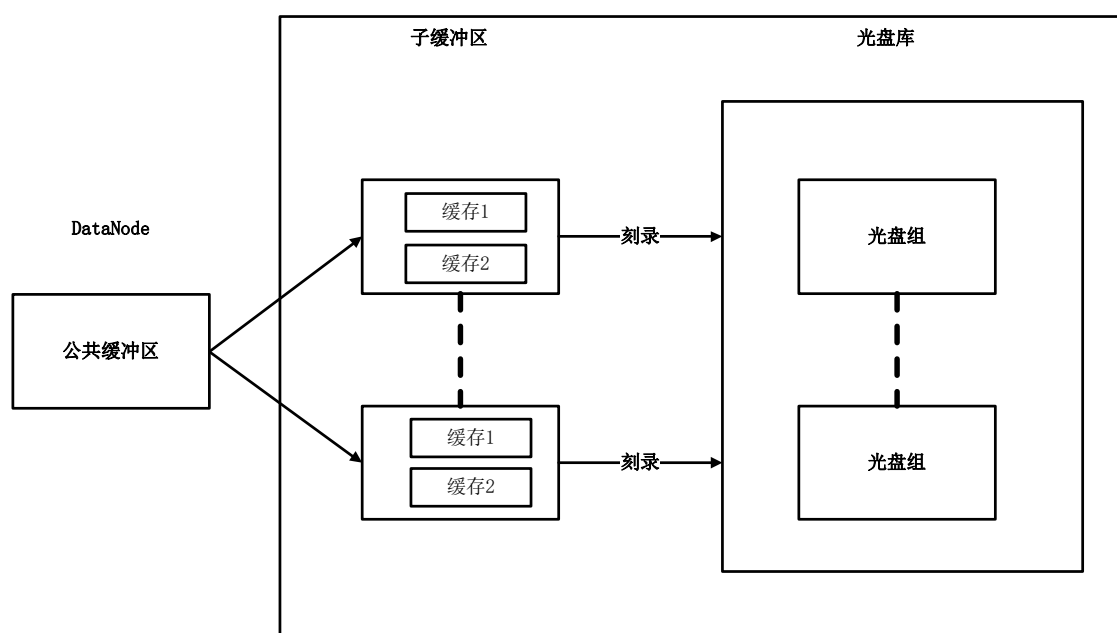 子缓冲区
光盘库
缓存1
缓存2
刻录
光盘组
DataNode
公共缓冲区
缓存1
缓存2
刻录
光盘组